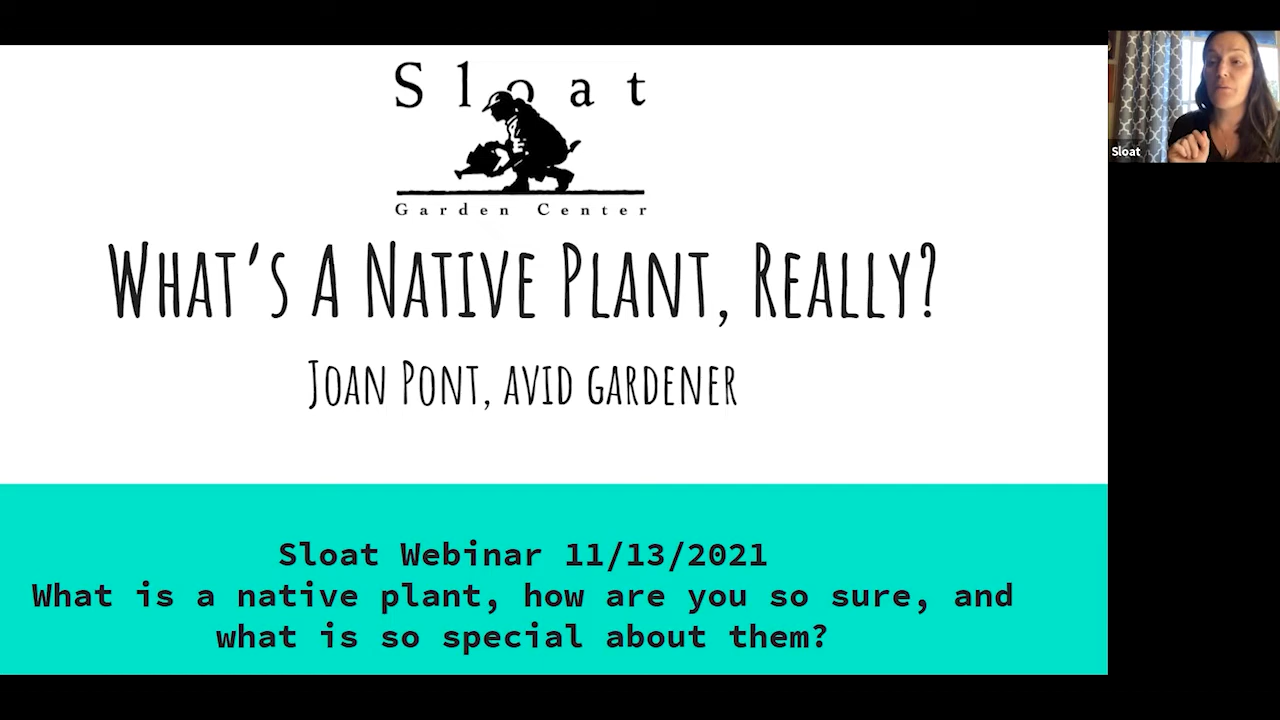 Sloat
Garden Center
WHAT'S A NATIVE PLANT, REALLY?
JOAN PONT, AVID GARDENER
Sloat Webinar 11/13/2021
What is a native plant, how are you so sure, and
what is so special about them?
Sloat